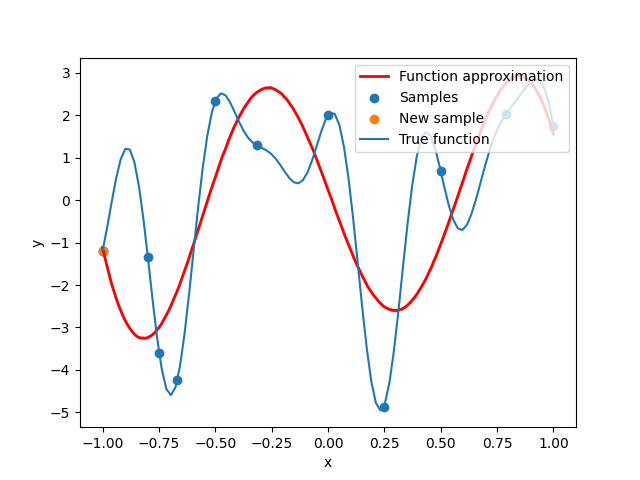 Function approximation
Samples
New sample
True function
3
2
1
0
−1
−2
−3
−4
−5
y
−1.00 −0.75 −0.50 −0.25 0.00 0.25 0.50 0.75 1.00
x